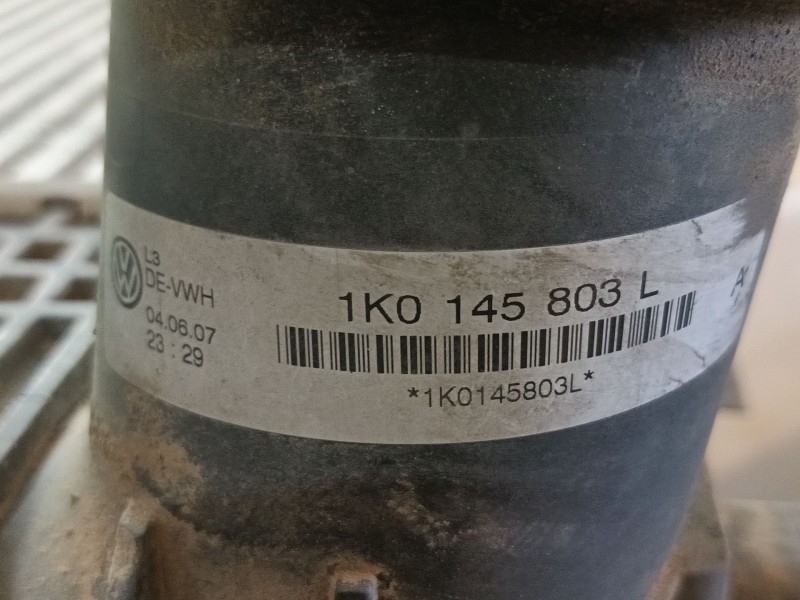 L3
DE-VWH
04.06.07
23 : 29
1K0 145 803 L
*1K0145803L*